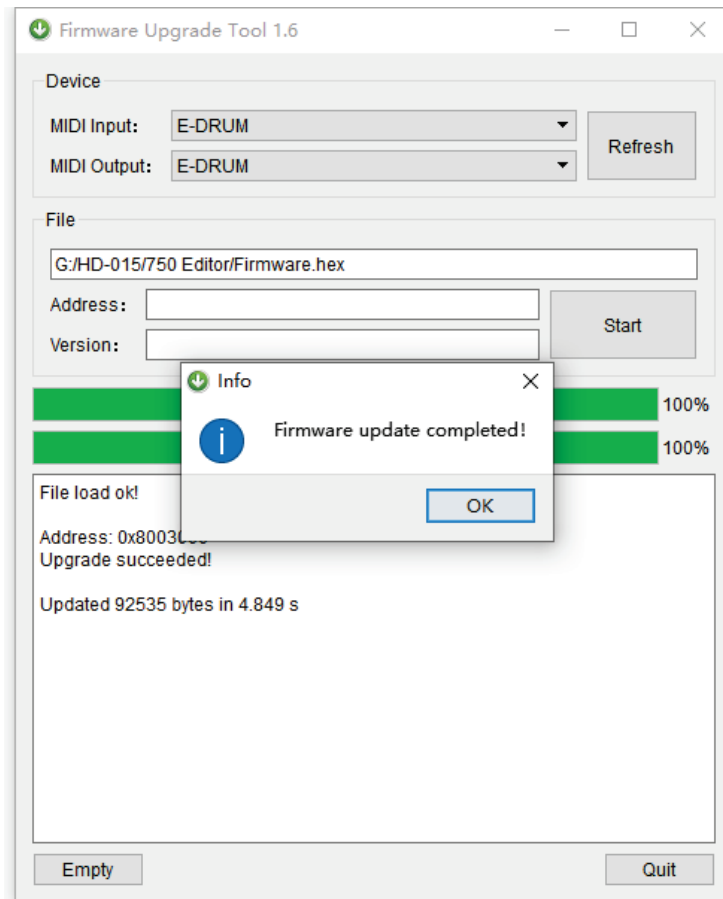 Firmware Upgrade Tool 1.6
Device
MIDI Input:
E-DRUM
Refresh
MIDI Output:
E-DRUM
File
G:/HD-015/750 Editor/Firmware.hex
Address:
Start
Version:
Info
100%
Firmware update completed!
100%
OK
File load ok!
Address:
Upgrade succeeded!
Updated 92535 bytes in 4.849 s
Empty
Quit